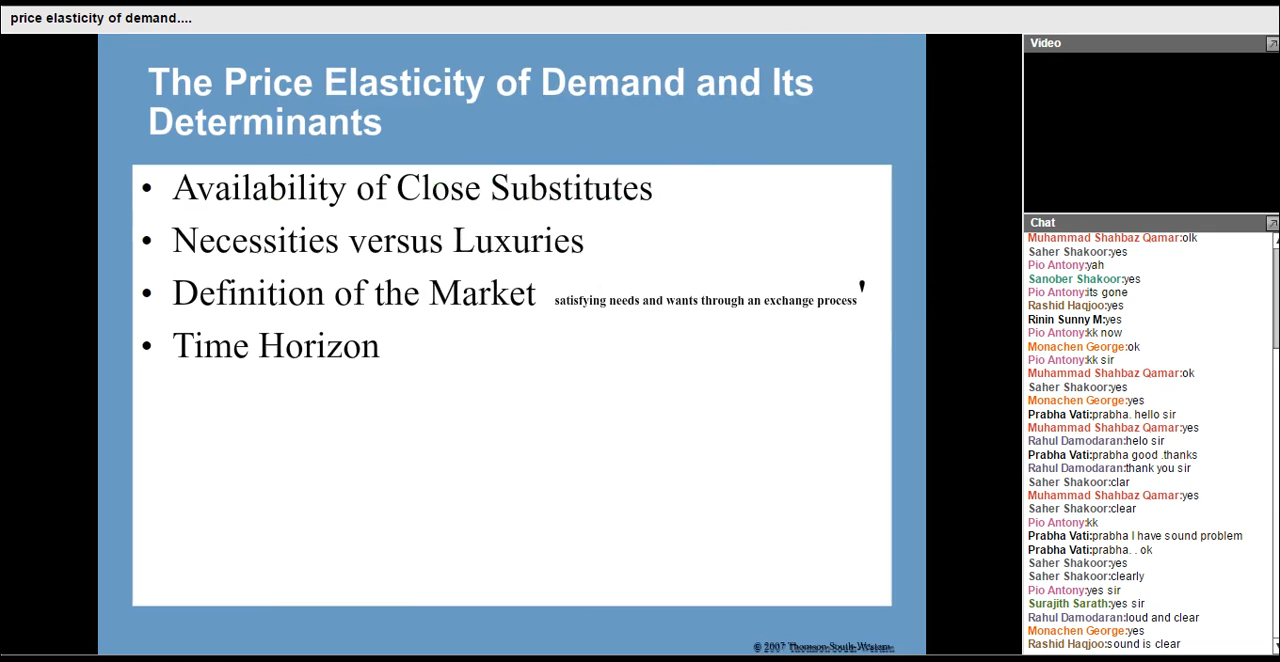 price elasticity of demand....
The Price Elasticity of Demand and Its
Determinants
• Availability of Close Substitutes
• Necessities versus Luxuries
• Definition of the Market satisfying needs and wants through an exchange process'
• Time Horizon
© 2007 Thomson South-Western
Video
Chat
Muhammad Shahbaz Qamar:olk
Saher Shakoor:yes
Pio Antony:yah
Sanober Shakoor:yes
Pio Antony:its gone
Rashid Haqjoo:yes
Rinin Sunny M:yes
Pio Antony:kk now
Monachen George:ok
Pio Antony:kk sir
Muhammad Shahbaz Qamar:ok
Saher Shakoor:yes
Monachen George:yes
Prabha Vati:prabha. hello sir
Muhammad Shahbaz Qamar:yes
Rahul Damodaran:helo sir
Prabha Vati:prabha good .thanks
Rahul Damodaran:thank you sir
Saher Shakoor:clar
Muhammad Shahbaz Qamar:yes
Saher Shakoor:clear
Pio Antony:kk
Prabha Vati:prabha I have sound problem
Prabha Vati:prabha. . ok
Saher Shakoor:yes
Saher Shakoor:clearly
Pio Antony:yes sir
Surajith Sarath:yes sir
Rahul Damodaran:loud and clear
Monachen George:yes
Rashid Haqjoo:sound is clear